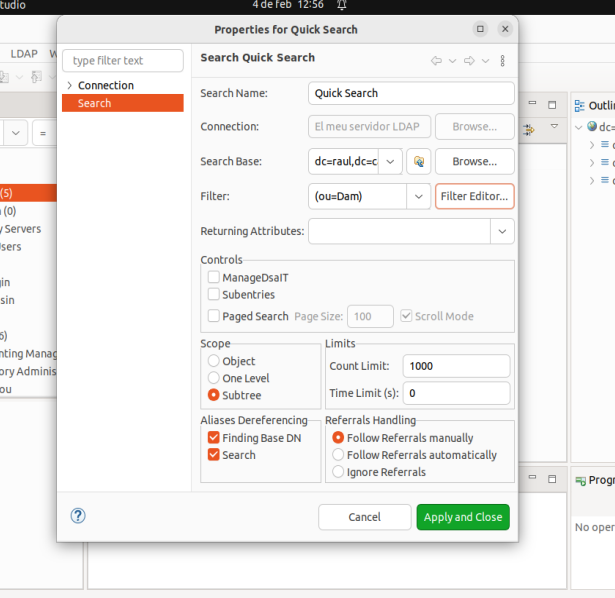 tudio
4 de feb 12:56
Properties for Quick Search
LDAP W
type filter text
Connection
Search
Search Quick Search
Search Name:
Quick Search
Connection:
El meu servidor LDAP
Browse...
Search Base:
dc=raul,dc=c
Browse...
Filter:
(ou=Dam)
Filter Editor...
Returning Attributes:
Controls
ManageDsaIT
Subentries
Paged Search Page Size: 100 Scroll Mode
Scope
Object
One Level
Subtree
Limits
Count Limit: 1000
Time Limit (s): 0
Aliases Dereferencing
Finding Base DN
Search
Referrals Handling
Follow Referrals manually
Follow Referrals automatically
Ignore Referrals
Cancel
Apply and Close
=
(5)
(0)
y Servers
sers
in
sin
6)
nting Manag
ory Adminis
ou
Outli
dc=
Progr
No oper